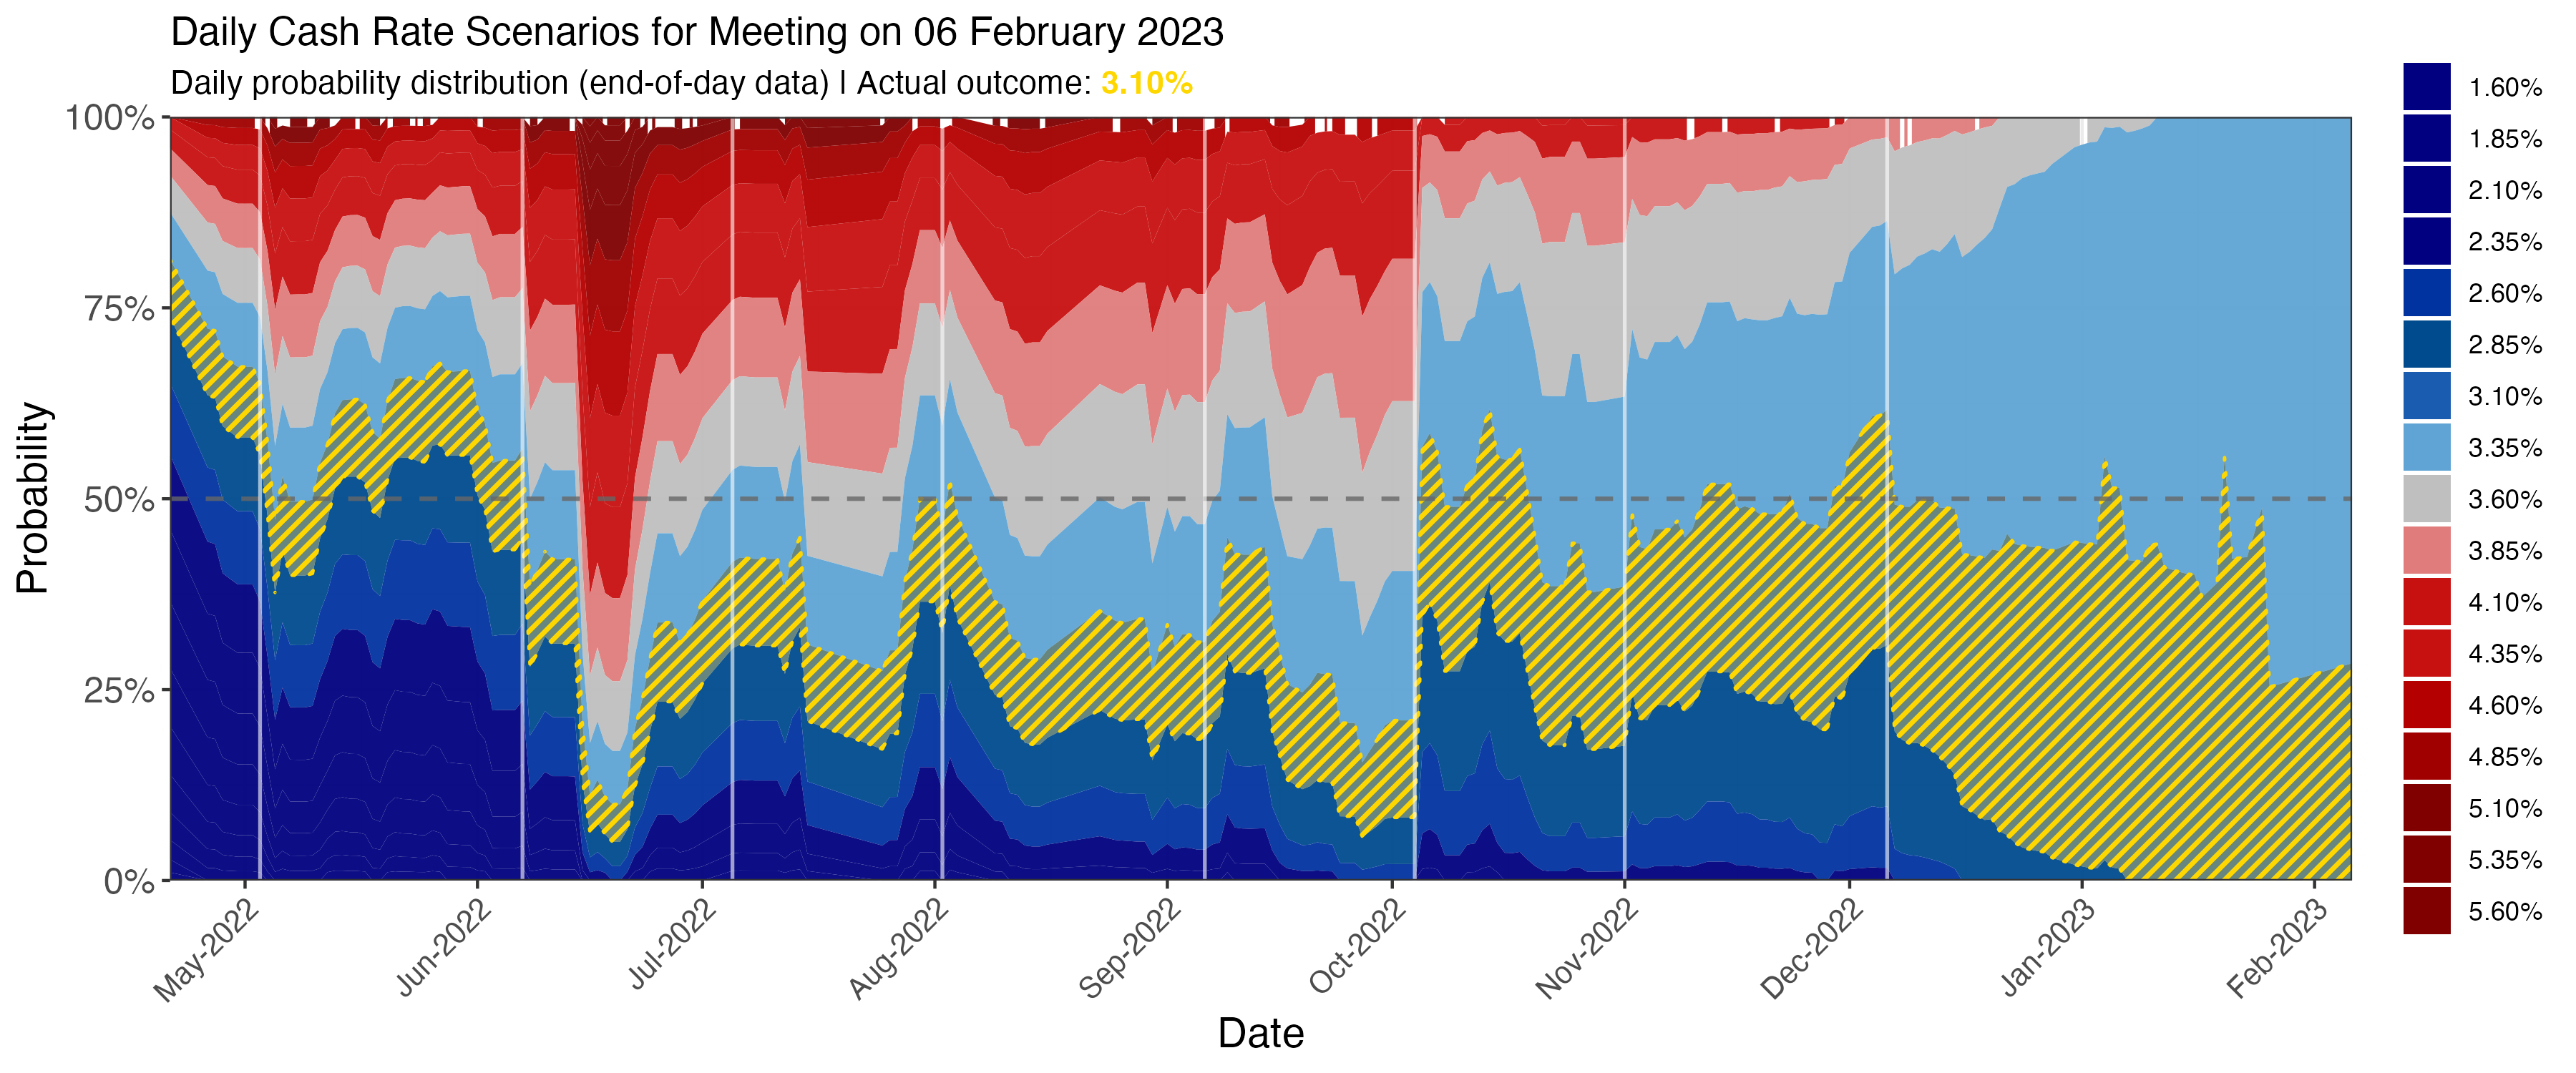 Daily Cash Rate Scenarios for Meeting on 06 February 2023
Daily probability distribution (end-of-day data) | Actual outcome: 3.10%
Probability
100%
75%
50%
25%
0%
May-2022
Jun-2022
Jul-2022
Aug-2022
Sep-2022
Oct-2022
Nov-2022
Dec-2022
Jan-2023
Feb-2023
Date
1.60%
1.85%
2.10%
2.35%
2.60%
2.85%
3.10%
3.35%
3.60%
3.85%
4.10%
4.35%
4.60%
4.85%
5.10%
5.35%
5.60%